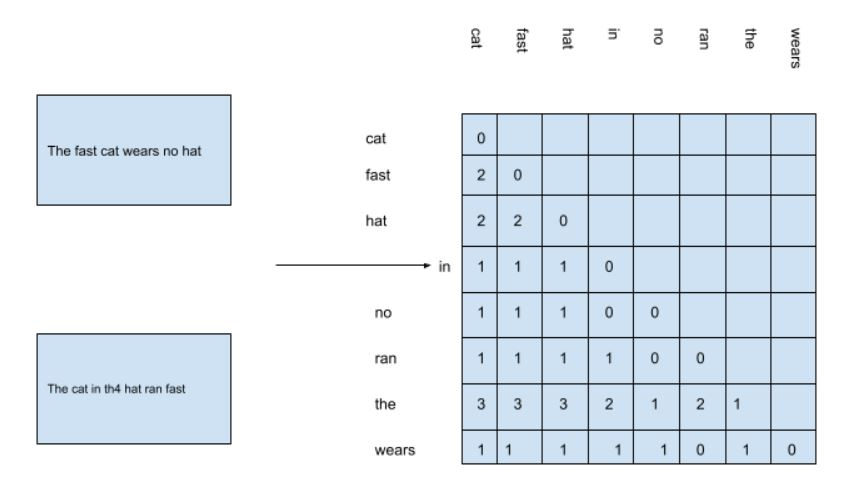 cat fast hat in no ran the wears
The fast cat wears no hat
cat 0
fast 2 0
hat 2 2 0
in 1 1 1 0
no 1 1 1 0 0
ran 1 1 1 1 0 0
The cat in th4 hat ran fast
the 3 3 3 2 1 2 1
wears 1 1 1 1 1 0 1 0